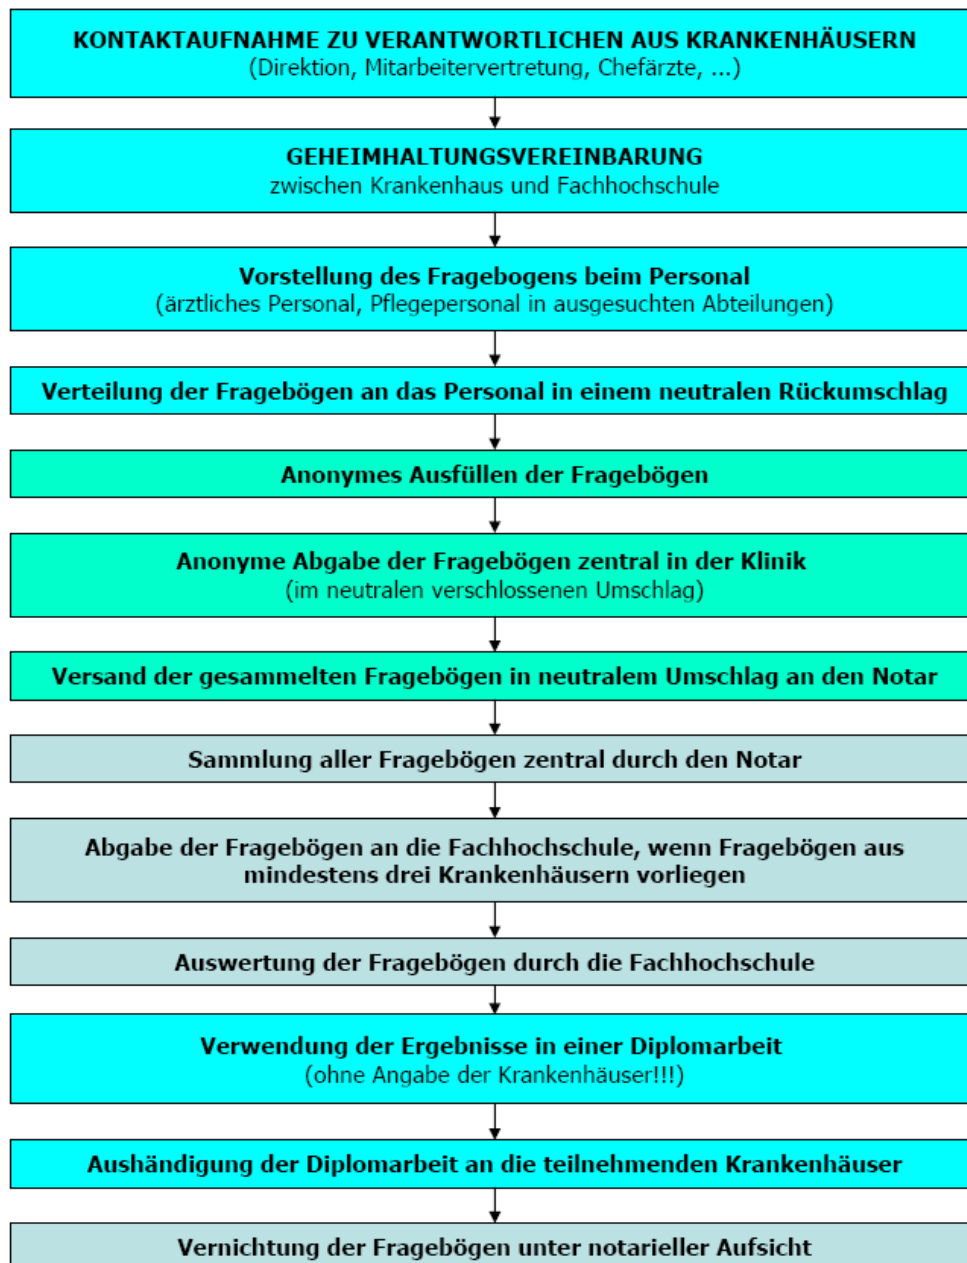 KONTAKTAUFNAHME ZU VERANTWORTLICHEN AUS KRANKENHÄUSERN
(Direktion, Mitarbeitervertretung, Chefärzte, ...)
GEHEIMHALTUNGSVEREINBARUNG
zwischen Krankenhaus und Fachhochschule
Vorstellung des Fragebogens beim Personal
(ärztliches Personal, Pflegepersonal in ausgesuchten Abteilungen)
Verteilung der Fragebögen an das Personal in einem neutralen Rückumschlag
Anonymes Ausfüllen der Fragebögen
Anonyme Abgabe der Fragebögen zentral in der Klinik
(im neutralen verschlossenen Umschlag)
Versand der gesammelten Fragebögen in neutralem Umschlag an den Notar
Sammlung aller Fragebögen zentral durch den Notar
Abgabe der Fragebögen an die Fachhochschule, wenn Fragebögen aus
mindestens drei Krankenhäusern vorliegen
Auswertung der Fragebögen durch die Fachhochschule
Verwendung der Ergebnisse in einer Diplomarbeit
(ohne Angabe der Krankenhäuser!!!)
Aushändigung der Diplomarbeit an die teilnehmenden Krankenhäuser
Vernichtung der Fragebögen unter notarieller Aufsicht